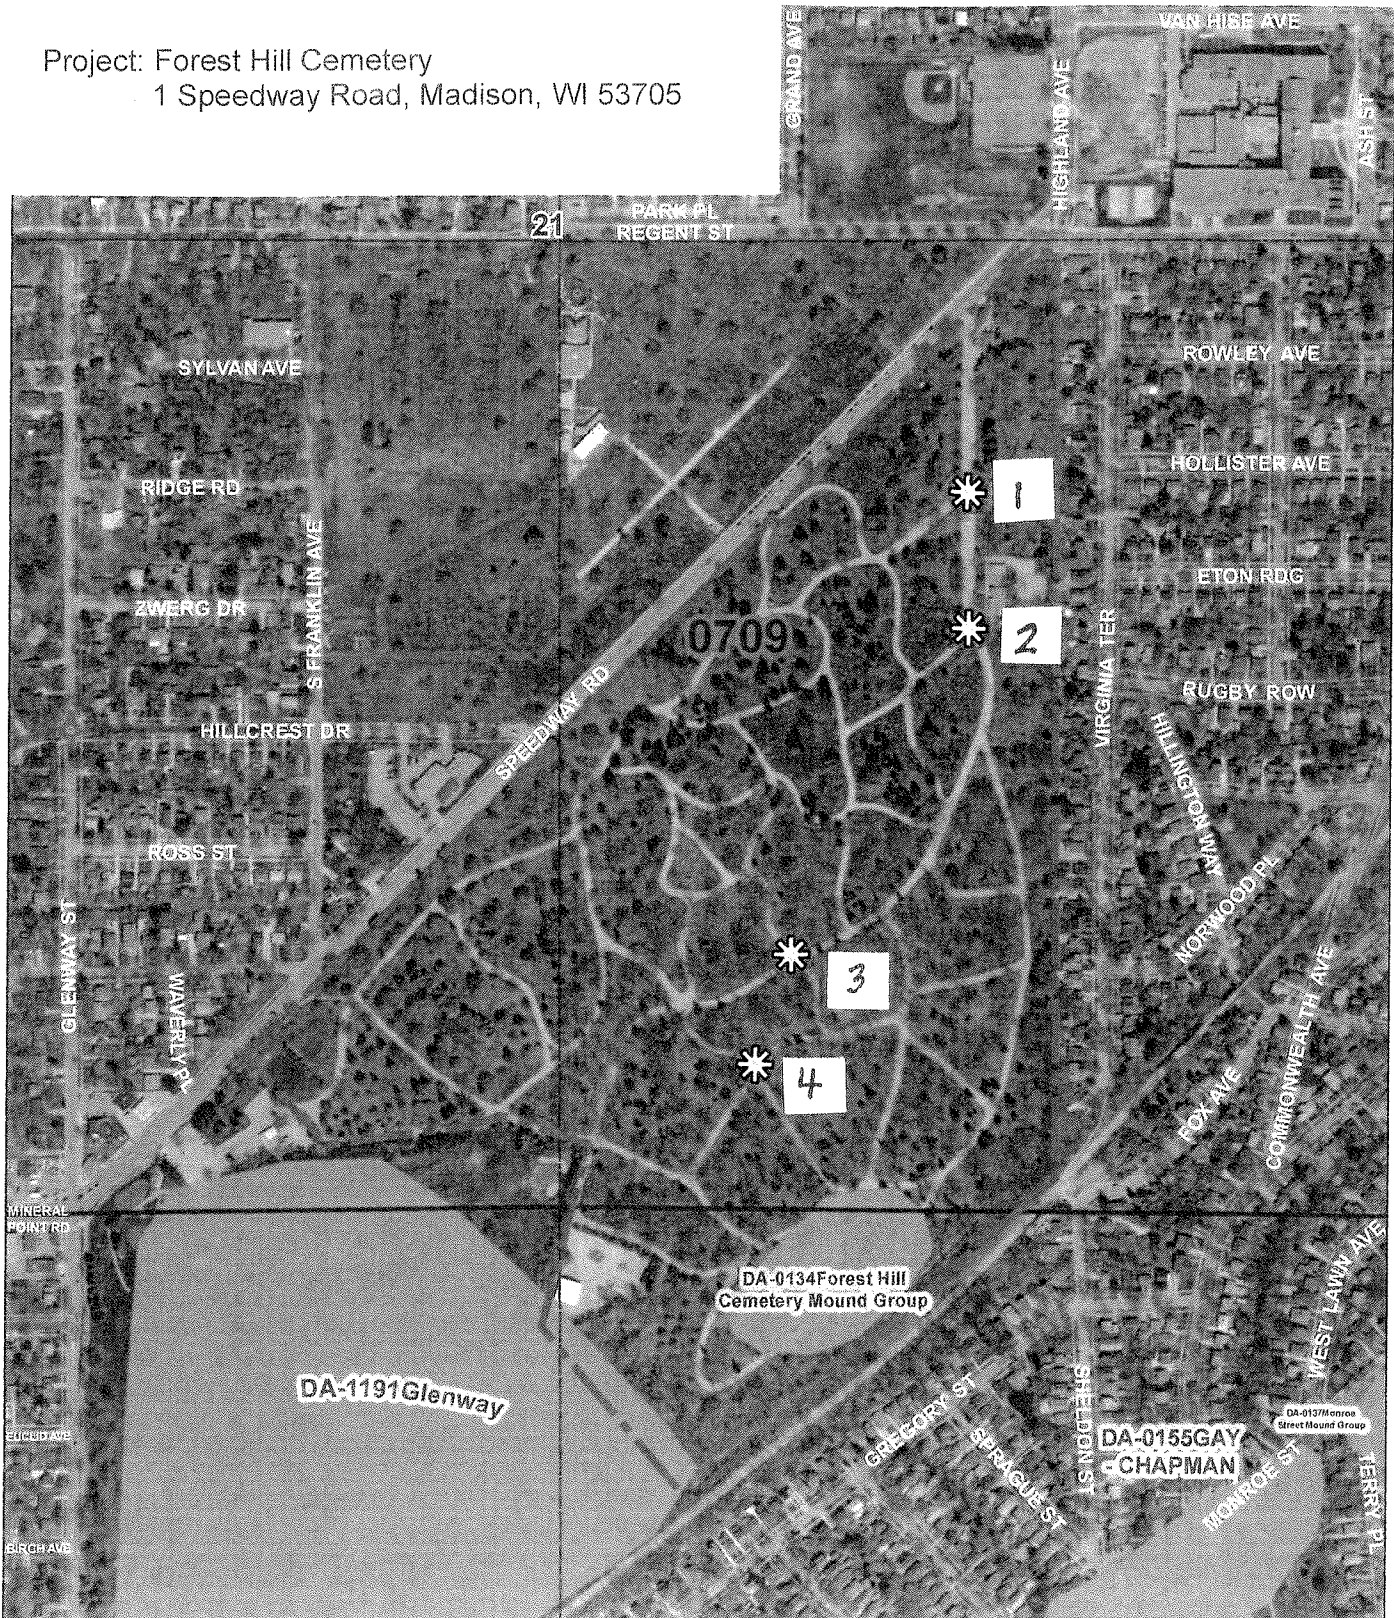 Project: Forest Hill Cemetery
1 Speedway Road, Madison, WI 53705
VAN HISE AVE
GRAND AVE
HIGHLAND AVE
ASH ST
21
PARK PL
REGENT ST
SYLVAN AVE
ROWLEY AVE
RIDGE RD
HOLLISTER AVE
1
S FRANKLIN AVE
ETON RDG
ZWERG DR
0709
2
VIRGINIA TER
RUGBY ROW
HILLCREST DR
SPEEDWAY RD
HILLINGTON WAY
ROSS ST
NORWOOD PL
GLENWAY ST
WAVERLY PL
3
COMMONWEALTH AVE
4
FOX AVE
MINERAL
POINT RD
DA-0134Forest Hill
Cemetery Mound Group
WEST LAWN AVE
DA-1191Glenway
GREGORY ST
SHELDON ST
DA-0137Monroe
Street Mound Group
EUCLID AVE
SPRAGUE ST
DA-0155GAY
- CHAPMAN
MONROE ST
TERRY PL
BIRCH AVE